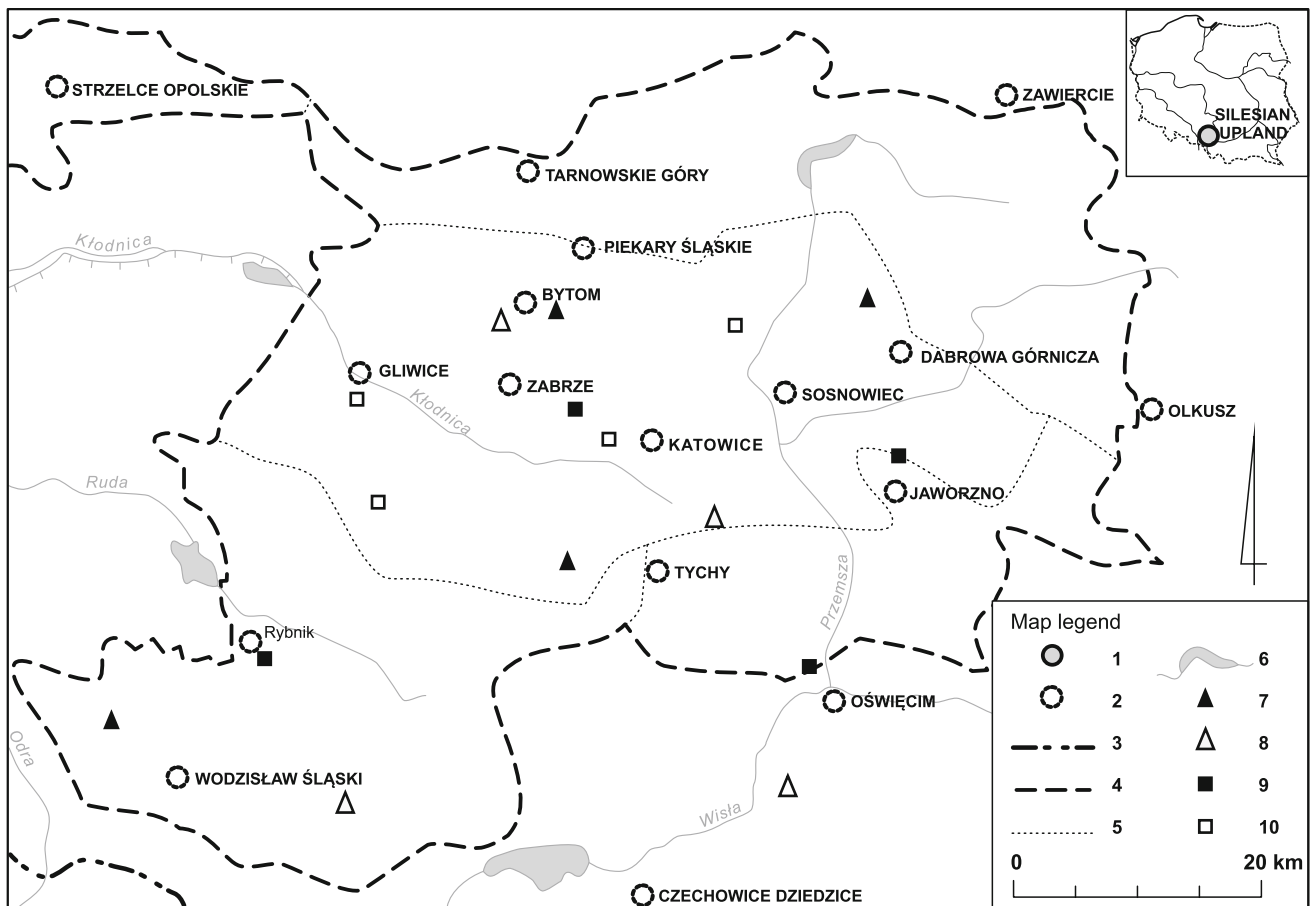 STRZELCE OPOLSKIE
ZAWIERCIE
SILESIAN
UPLAND
TARNOWSKIE GÓRY
Kłodnica
PIEKARY ŚLĄSKIE
BYTOM
DABROWA GÓRNICZA
GLIWICE
ZABRZE
SOSNOWIEC
Kłodnica
OLKUSZ
KATOWICE
Ruda
JAWORZNO
TYCHY
Przemsza
Rybnik
OŚWIĘCIM
Odra
WODZISŁAW ŚLĄSKI
Wisła
CZECHOWICE DZIEDZICE
Map legend
1
2
3
4
5
6
7
8
9
10
0 20 km